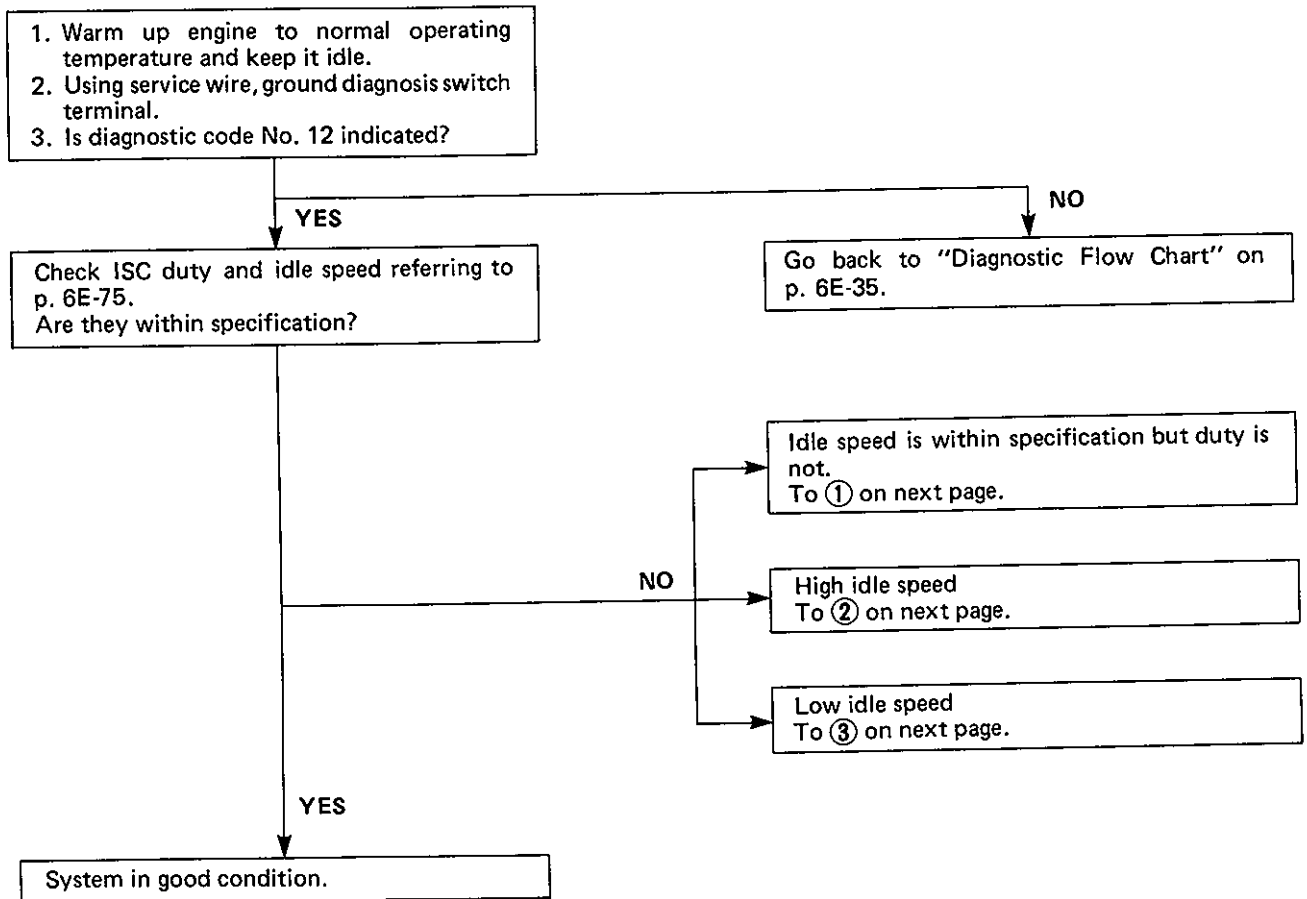 1. Warm up engine to normal operating
temperature and keep it idle.
2. Using service wire, ground diagnosis switch
terminal.
3. Is diagnostic code No. 12 indicated?
YES
NO
Check ISC duty and idle speed referring to
p. 6E-75.
Are they within specification?
Go back to "Diagnostic Flow Chart" on
p. 6E-35.
Idle speed is within specification but duty is
not.
To ① on next page.
NO
High idle speed
To ② on next page.
Low idle speed
To ③ on next page.
YES
System in good condition.